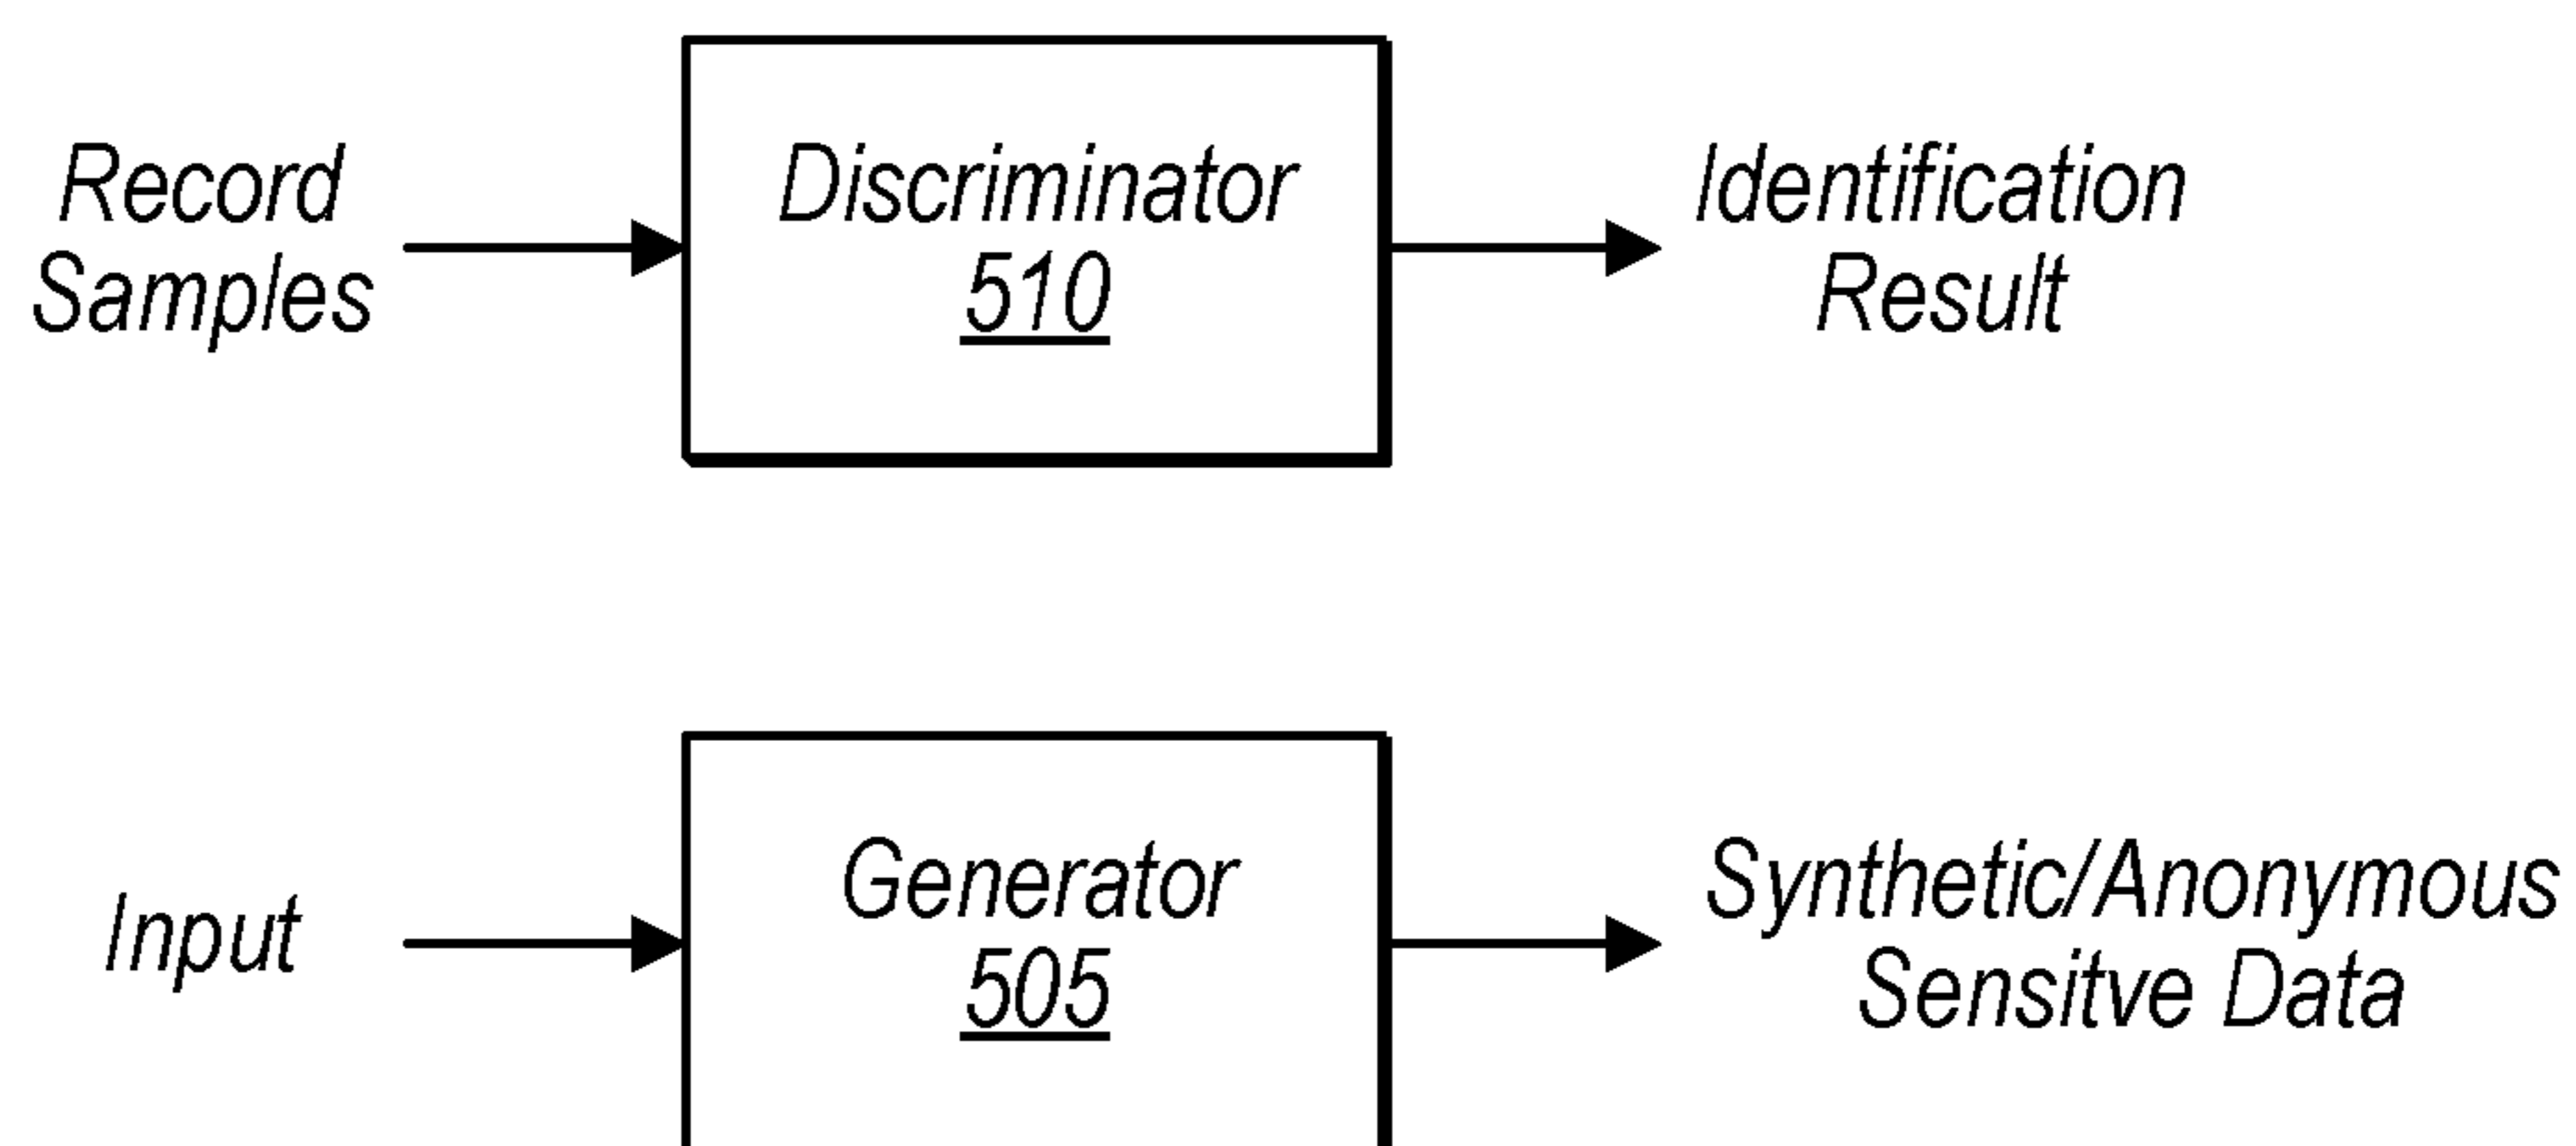 Record
Samples
Discriminator
510
Identification
Result
Input
Generator
505
Synthetic/Anonymous
Sensitve Data